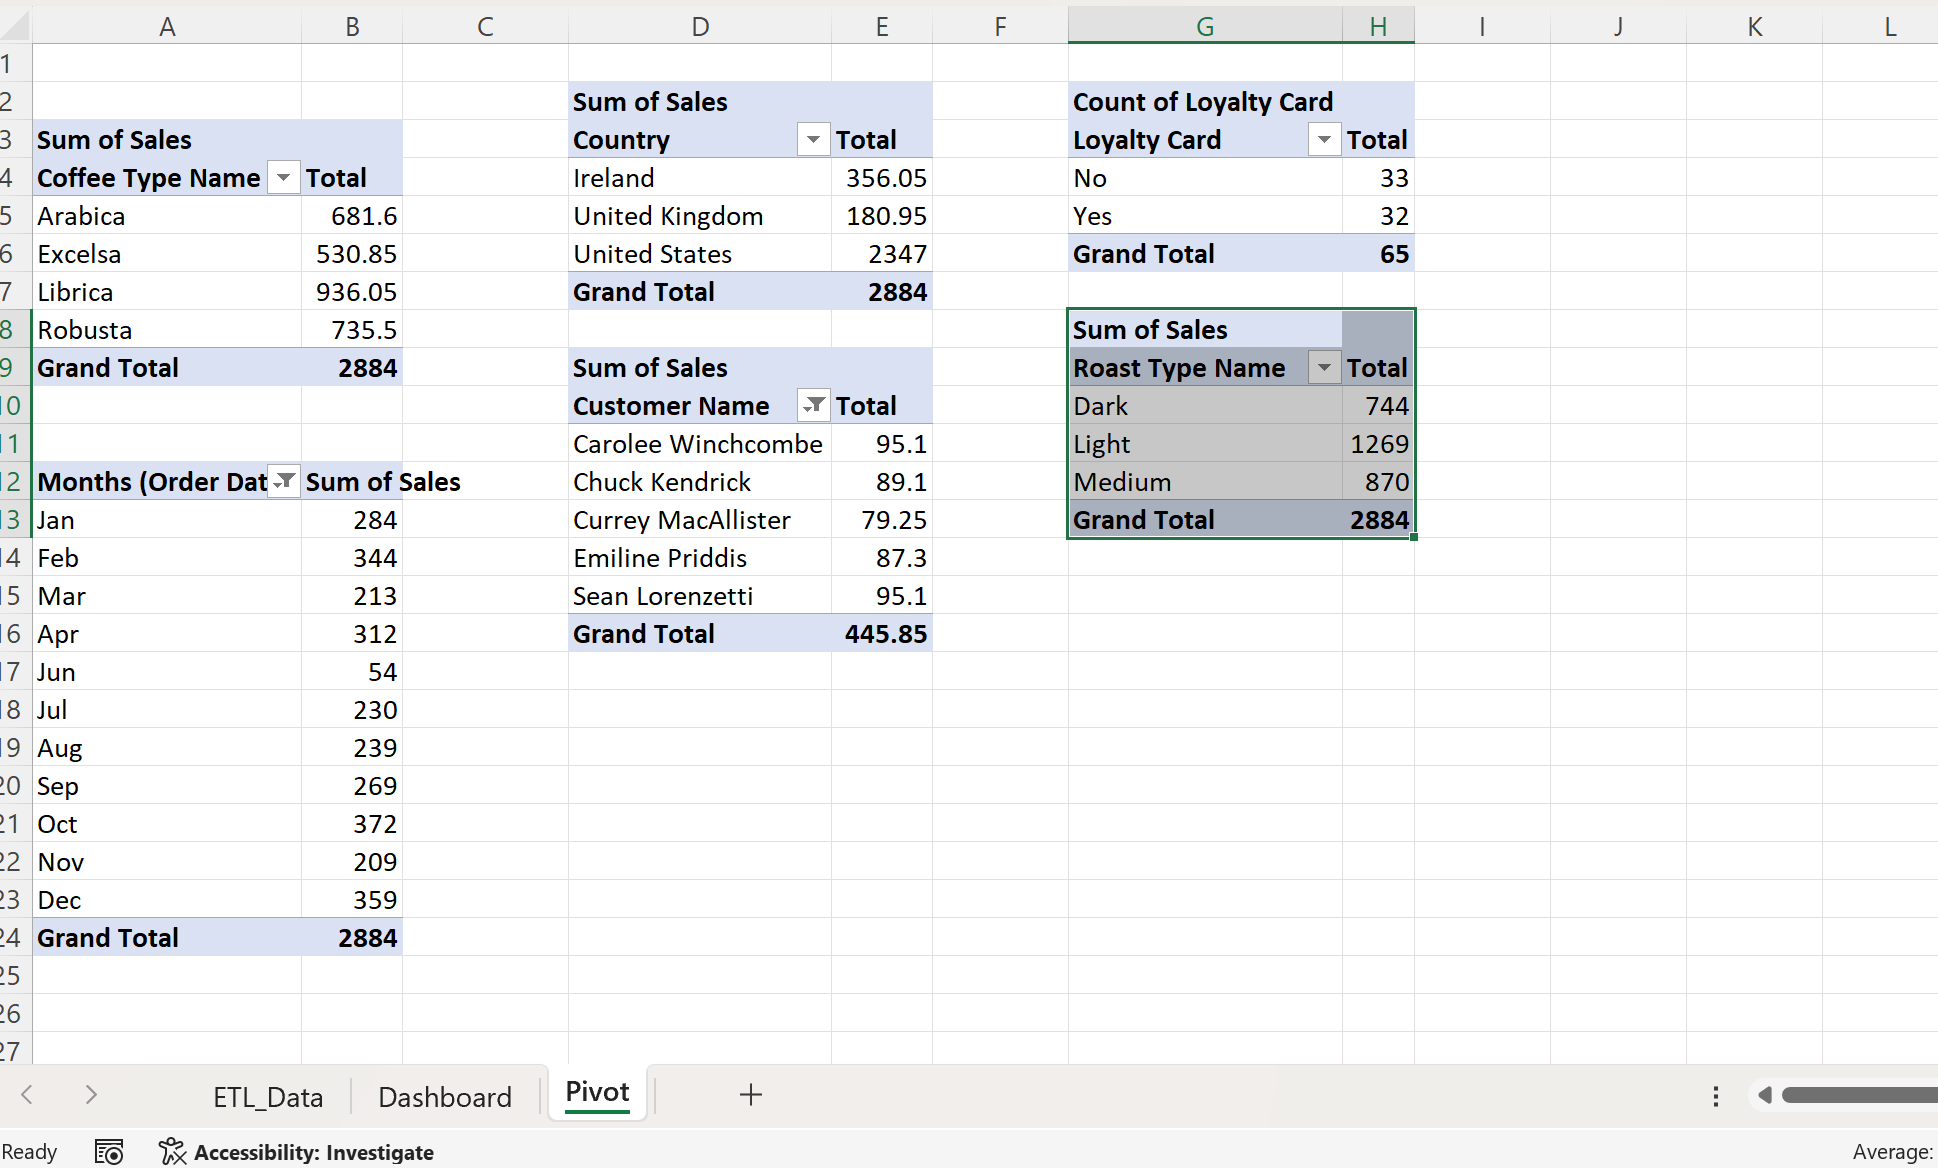 A B C D E F G H I J K L
1
2 Sum of Sales Count of Loyalty Card
3 Sum of Sales Country Total Loyalty Card Total
4 Coffee Type Name Total Ireland 356.05 No 33
5 Arabica 681.6 United Kingdom 180.95 Yes 32
6 Excelsa 530.85 United States 2347 Grand Total 65
7 Librica 936.05 Grand Total 2884
8 Robusta 735.5 Sum of Sales
9 Grand Total 2884 Sum of Sales Roast Type Name Total
10 Customer Name Total Dark 744
11 Carolee Winchcombe 95.1 Light 1269
12 Months (Order Dat Sum of Sales Chuck Kendrick 89.1 Medium 870
13 Jan 284 Currey MacAllister 79.25 Grand Total 2884
14 Feb 344 Emiline Priddis 87.3
15 Mar 213 Sean Lorenzetti 95.1
16 Apr 312 Grand Total 445.85
17 Jun 54
18 Jul 230
19 Aug 239
20 Sep 269
21 Oct 372
22 Nov 209
23 Dec 359
24 Grand Total 2884
25
26
27
ETL_Data Dashboard Pivot
Ready Accessibility: Investigate Average: